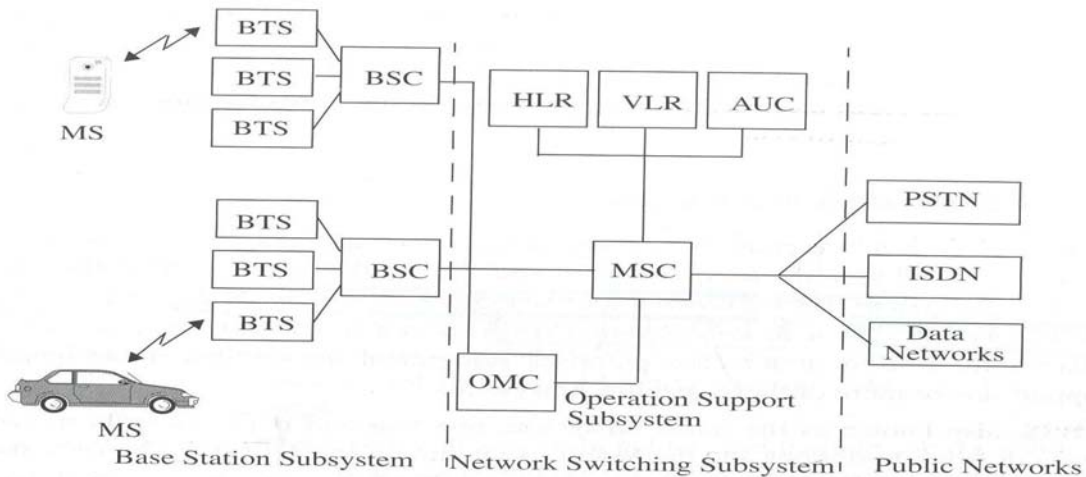 BTS
BTS
BTS
BSC
MS
HLR
VLR
AUC
BTS
BTS
BTS
BSC
MSC
PSTN
ISDN
Data
Networks
OMC
Operation Support
Subsystem
MS
Base Station Subsystem
Network Switching Subsystem
Public Networks